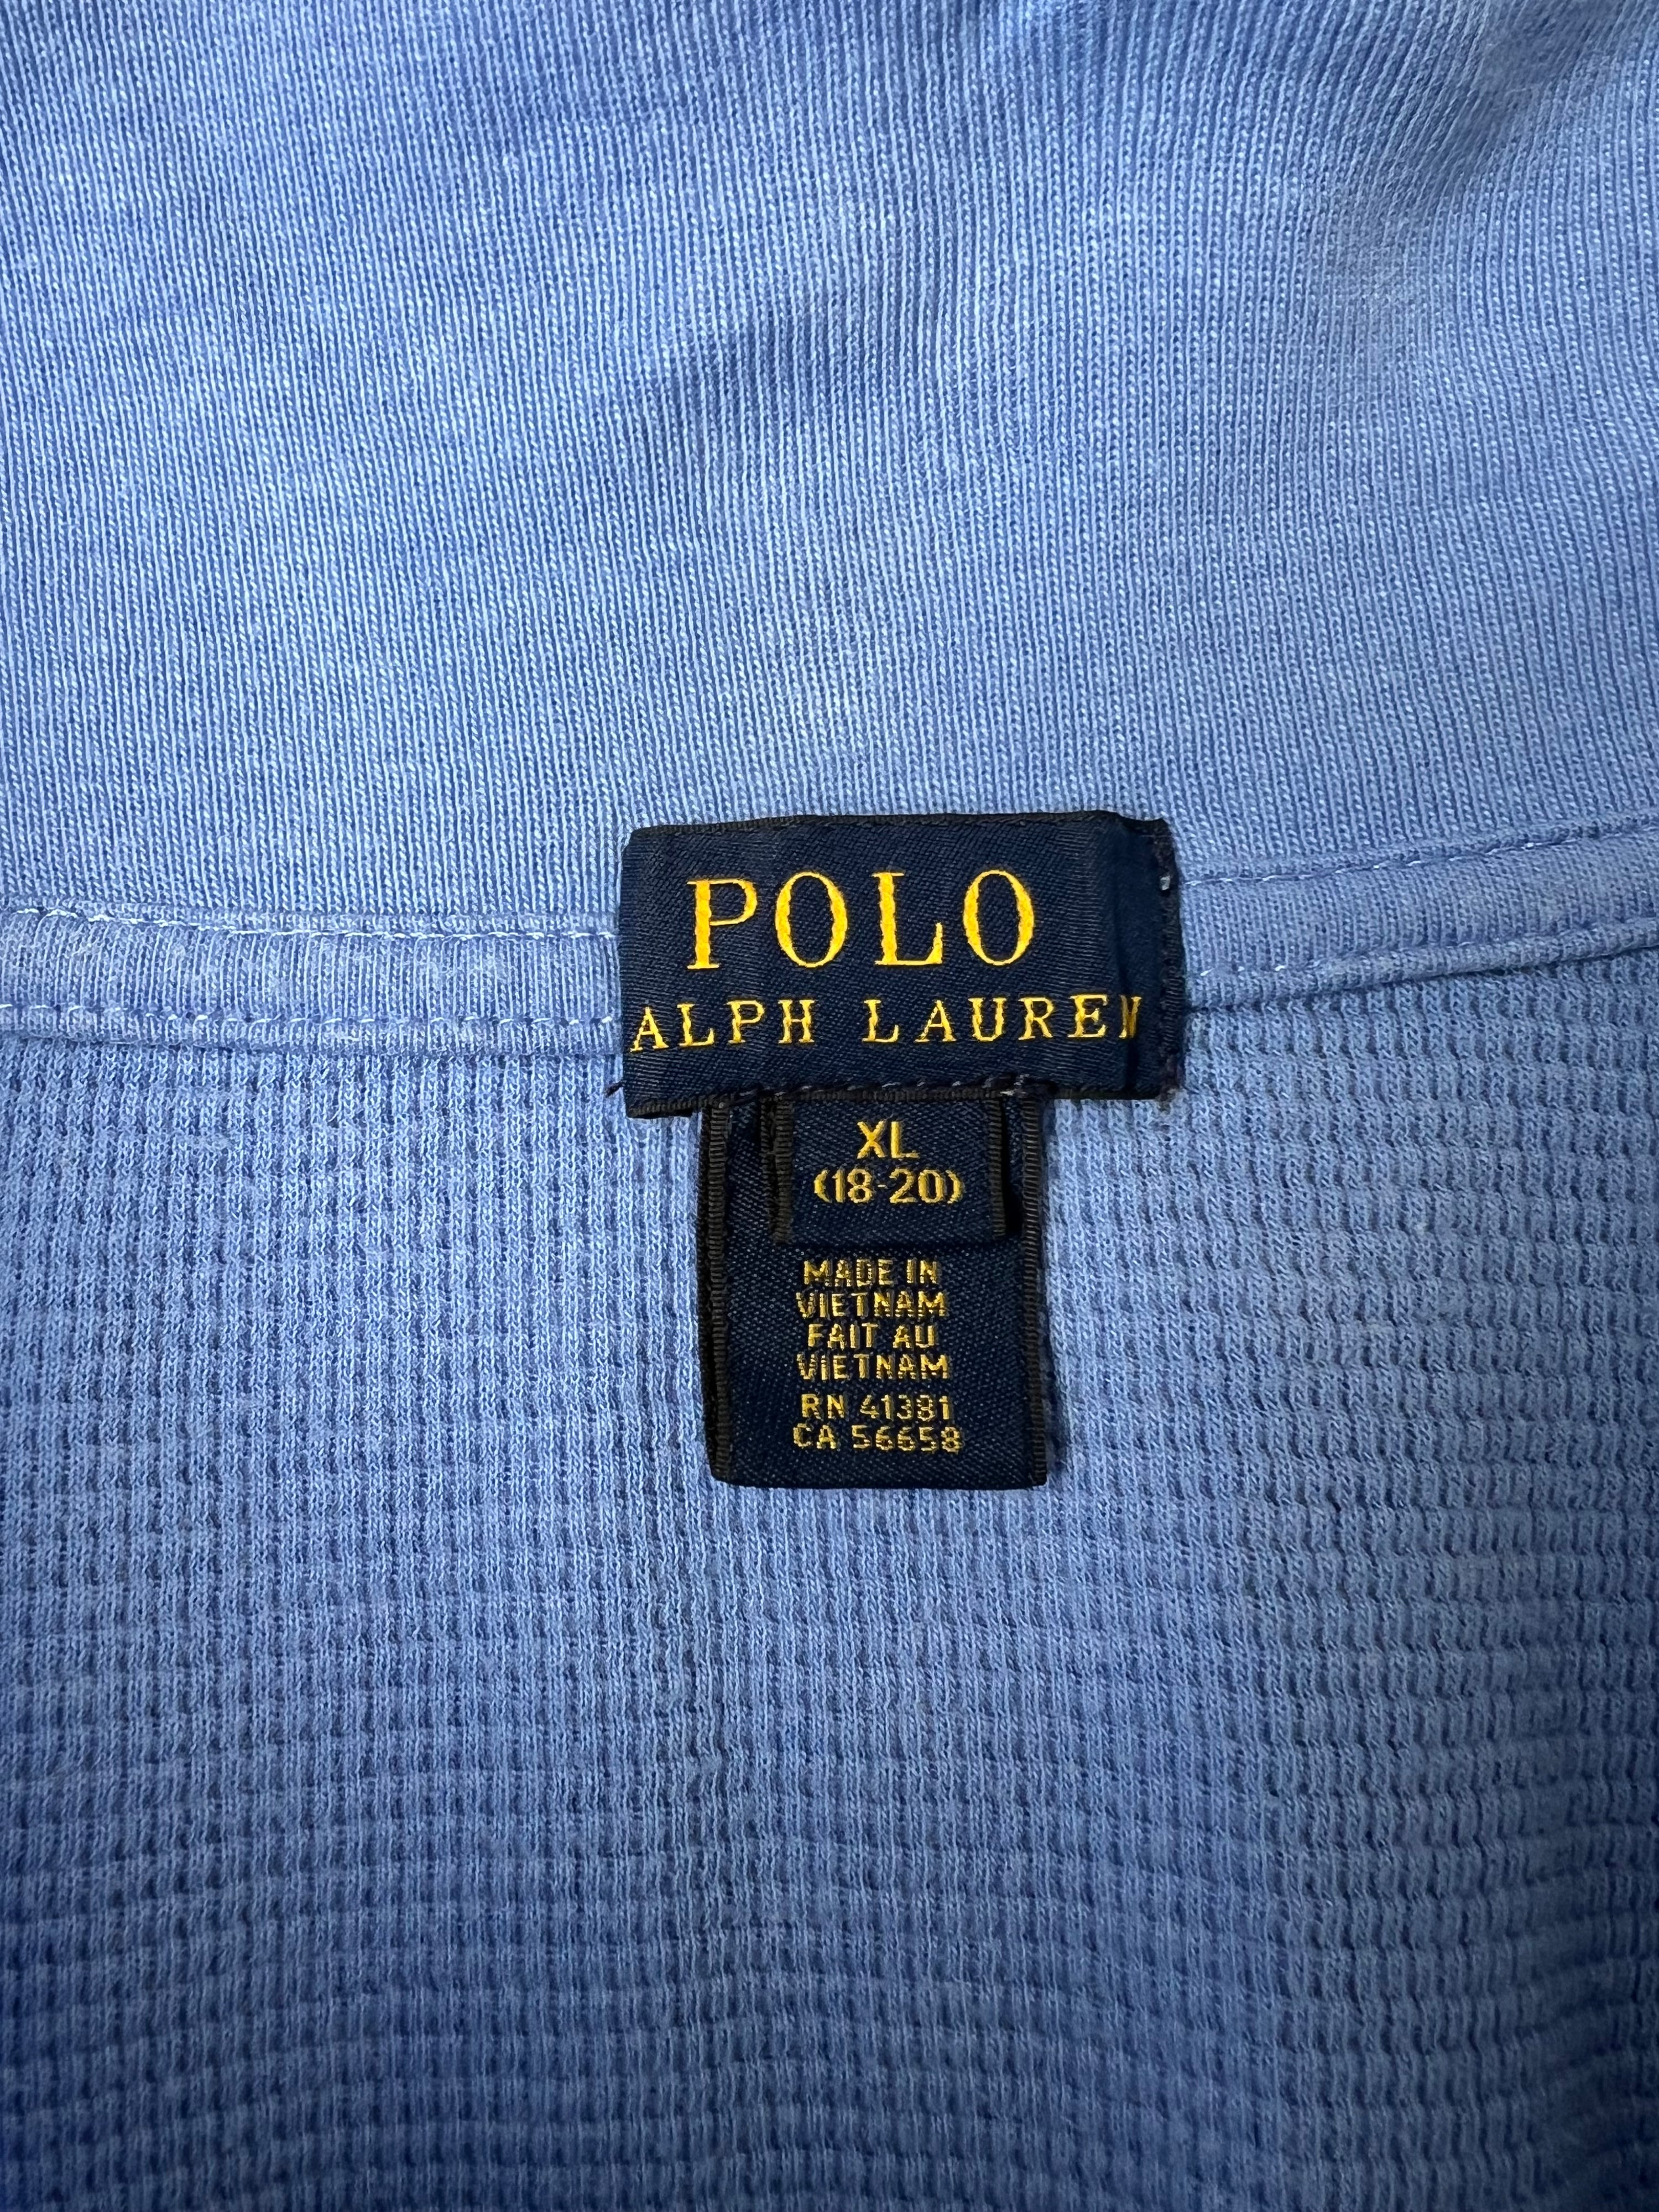 POLO
ALPH LAUREN
XL
(18-20)
MADE IN
VIETNAM
FAIT AU
VIETNAM
RN 41381
CA 56658